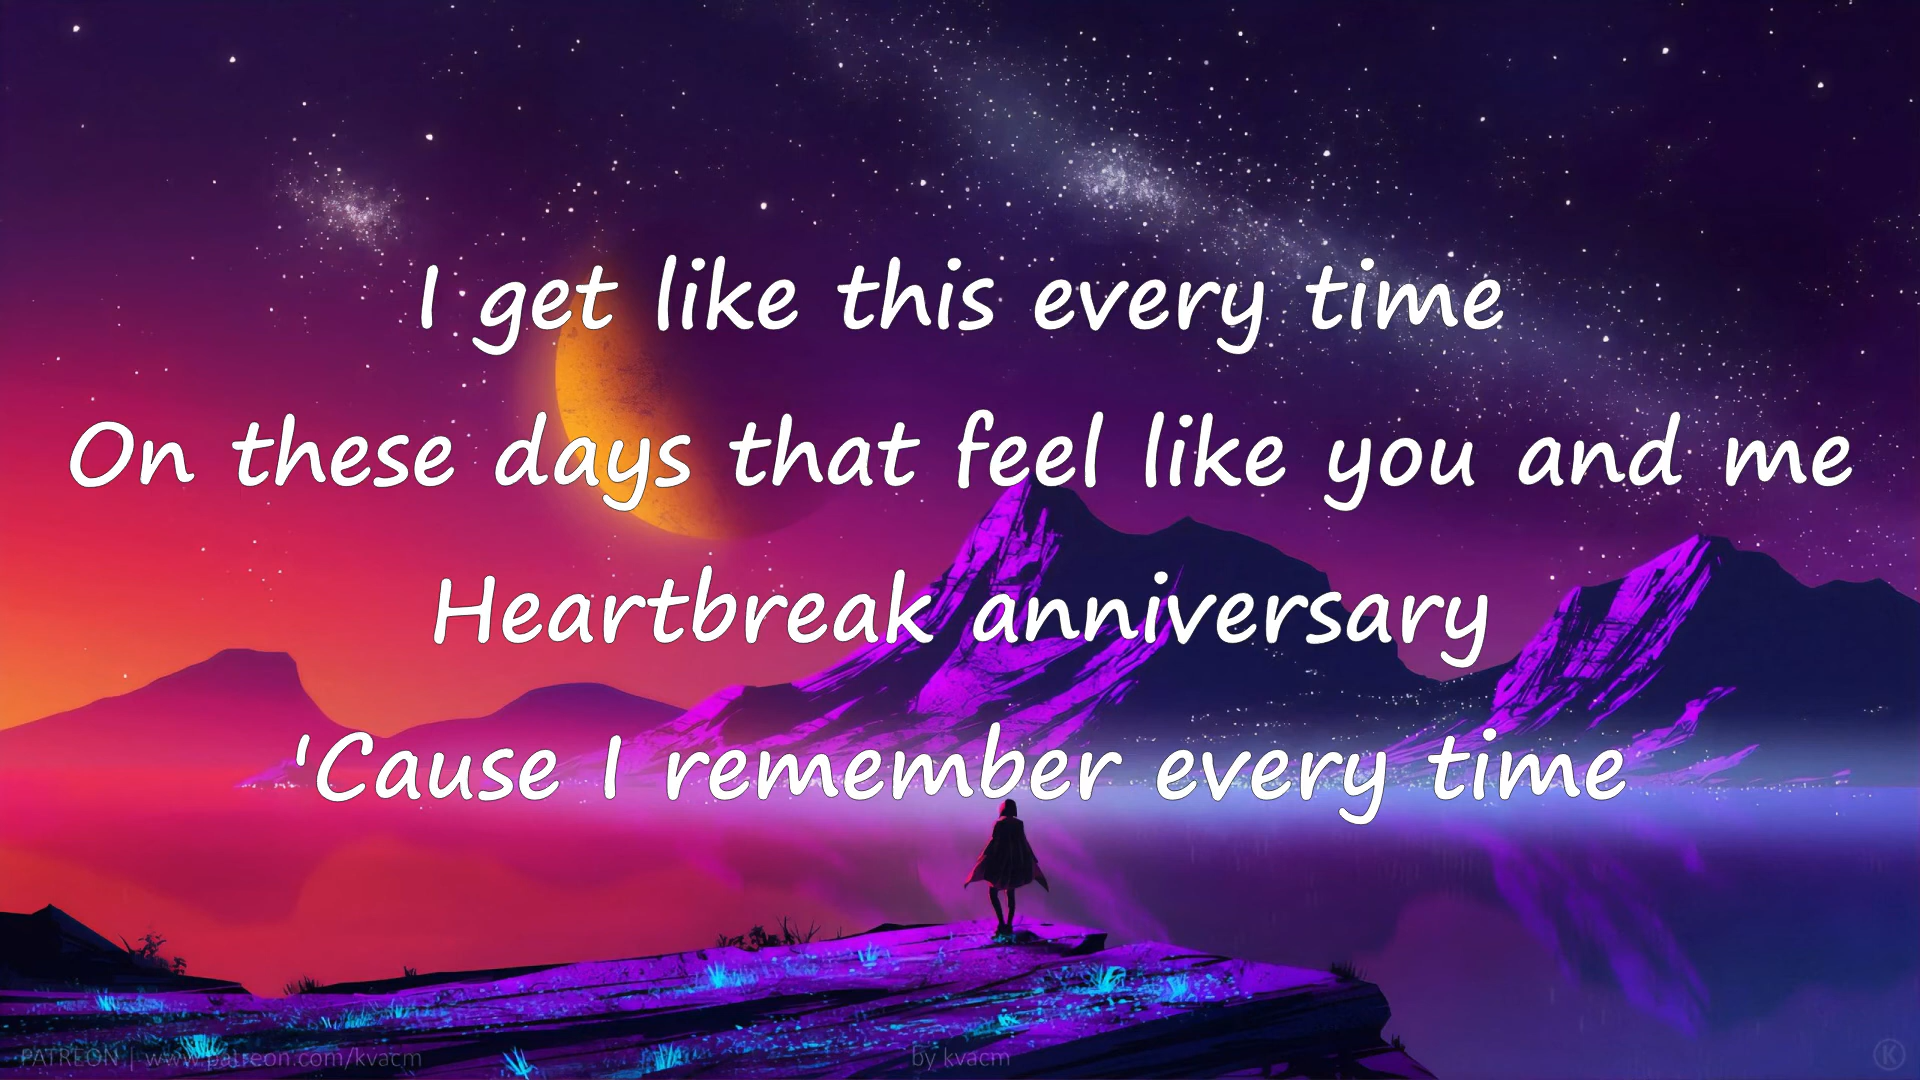 I get like this every time
On these days that feel like you and me
Heartbreak anniversary
'Cause I remember every time
PATREON | www.patreon.com/kvacm
by kvacm
K